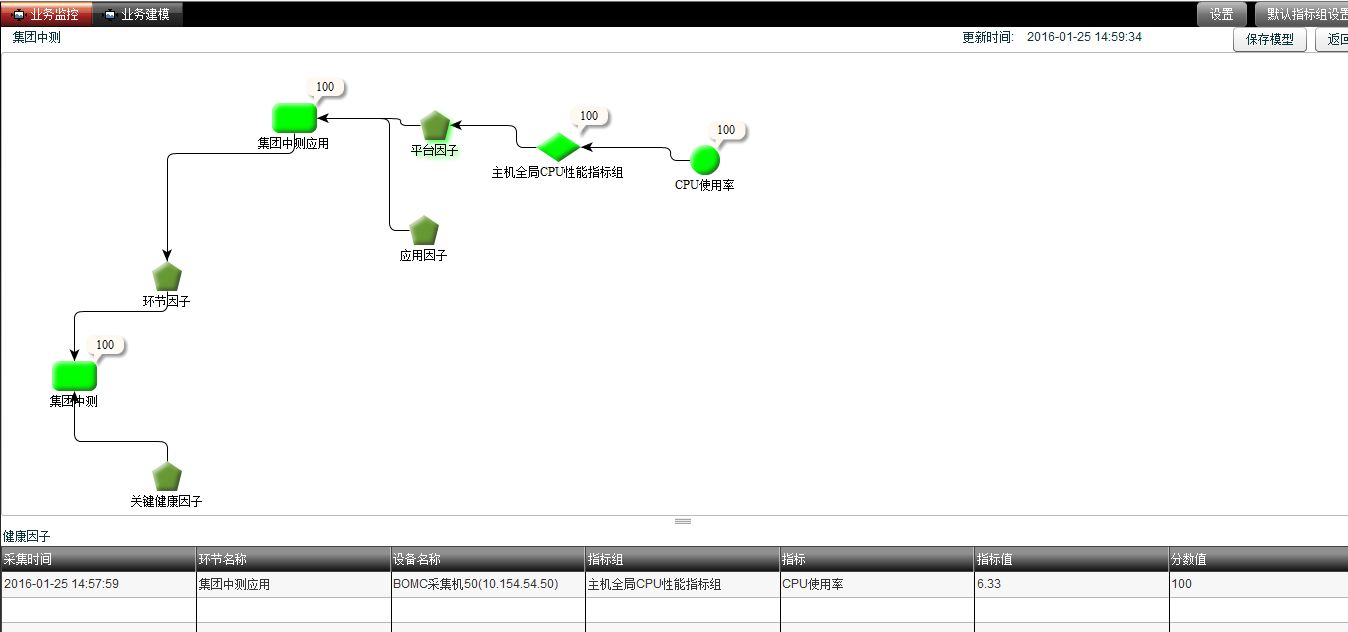 业务监控 业务建模 设置 默认指标组设置
集团中测 更新时间: 2016-01-25 14:59:34 保存模型 返回
100
集团中测应用
平台因子
100
主机全局CPU性能指标组
100
CPU使用率
应用因子
环节因子
100
集团中测
关键健康因子
健康因子
采集时间 环节名称 设备名称 指标组 指标 指标值 分数值
2016-01-25 14:57:59 集团中测应用 BOMC采集机50(10.154.54.50) 主机全局CPU性能指标组 CPU使用率 6.33 100